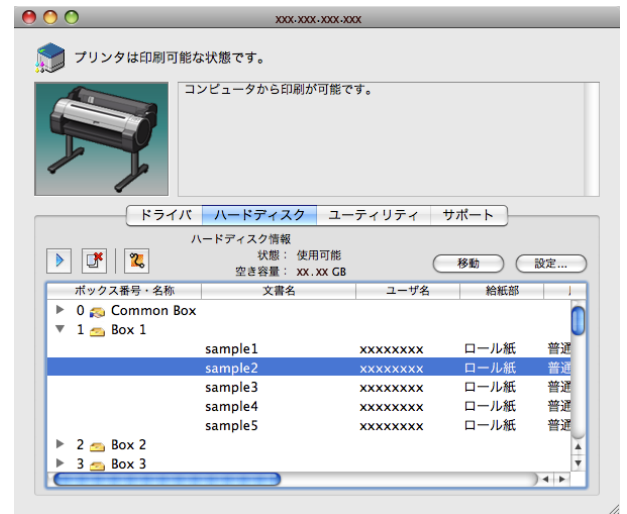 xxx-xxx-xxx-xxx
プリンタは印刷可能な状態です。
コンピュータから印刷が可能です。
ドライバ ハードディスク ユーティリティ サポート
ハードディスク情報
状態： 使用可能
空き容量： XX.XX GB
移動 設定...
ボックス番号・名称 文書名 ユーザ名 給紙部
0 Common Box
1 Box 1
sample1 xxxxxxxx ロール紙 普通
sample2 xxxxxxxx ロール紙 普通
sample3 xxxxxxxx ロール紙 普通
sample4 xxxxxxxx ロール紙 普通
sample5 xxxxxxxx ロール紙 普通
2 Box 2
3 Box 3